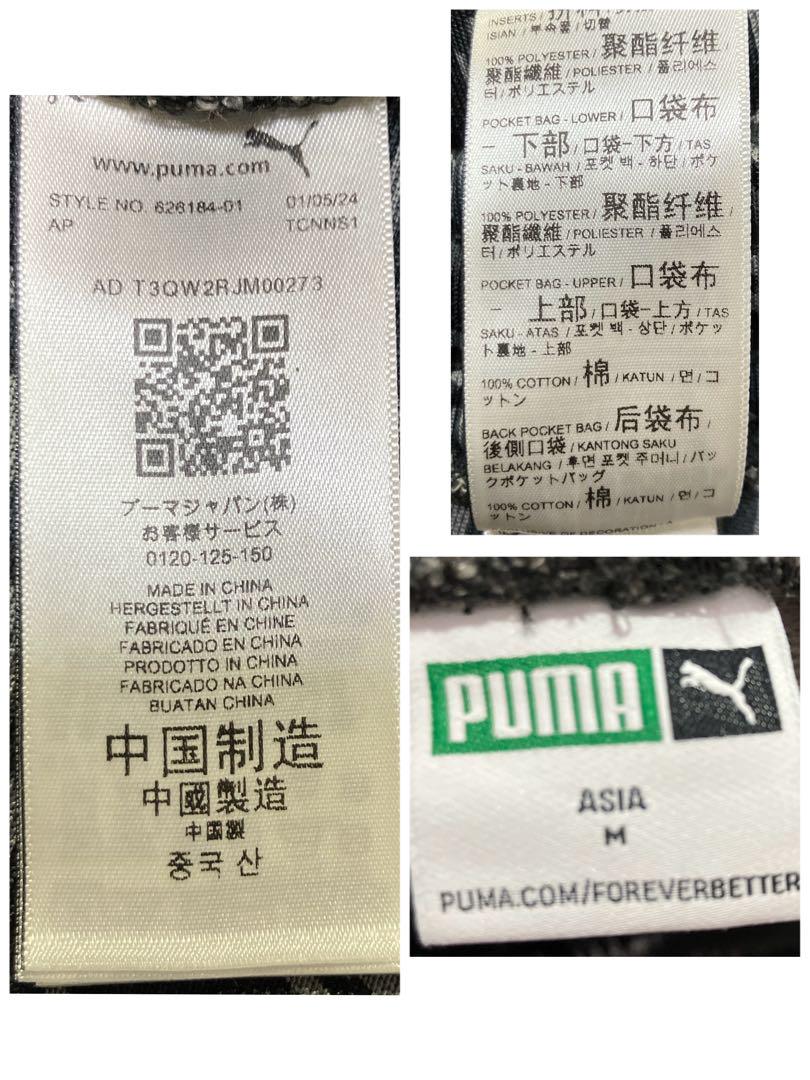 www.puma.com
STYLE NO. 626184-01 01/05/24
AP TCNNS1
AD T3QW2RJM00273
プーマジャパン(株)
お客様サービス
0120-125-150
MADE IN CHINA
HERGESTELLT IN CHINA
FABRIQUÉ EN CHINE
FABRICADO EN CHINA
PRODOTTO IN CHINA
FABRICADO NA CHINA
BUATAN CHINA
中国制造
中國製造
中国製
중국 산
INSERTS /
ISIAN / 부속품 / 切替
100% POLYESTER / 聚酯纤维 /
聚酯纖維 / POLIESTER / 폴리에스
터 / ポリエステル
POCKET BAG - LOWER / 口袋布
- 下部 / 口袋-下方 / TAS
SAKU - BAWAH / 포켓 백 - 하단 / ポケ
ット裏地 - 下部
100% POLYESTER / 聚酯纤维 /
聚酯纖維 / POLIESTER / 폴리에스
터 / ポリエステル
POCKET BAG - UPPER / 口袋布
- 上部 / 口袋-上方 / TAS
SAKU - ATAS / 포켓 백 - 상단 / ポケッ
ト裏地 - 上部
100% COTTON / 棉 / KATUN / 면 / コ
ットン
BACK POCKET BAG / 后袋布 /
後側口袋 / KANTONG SAKU
BELAKANG / 후면 포켓 주머니 / バッ
クポケットバッグ
100% COTTON / 棉 / KATUN / 면 / コ
ットン
OF DECORATION
PUMA
ASIA
M
PUMA.COM/FOREVERBETTER